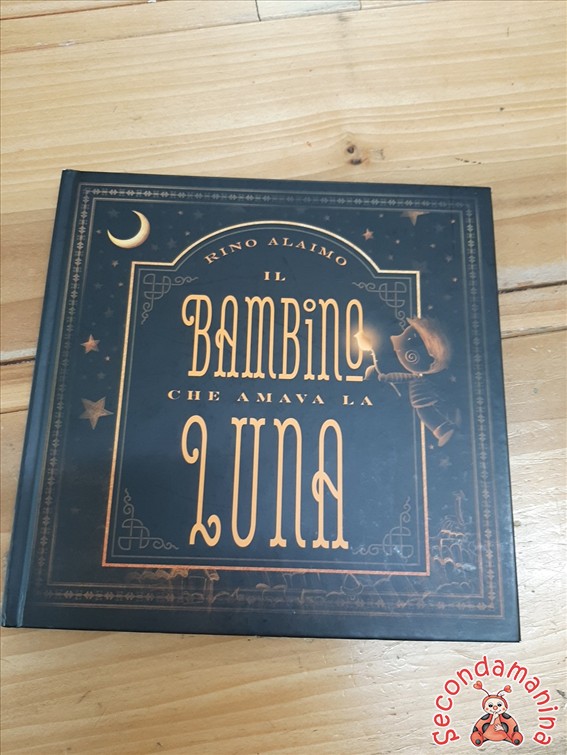 RINO ALAIMO
IL
BAMBiNO
CHE AMAVA LA
LUNA
Secondamanina